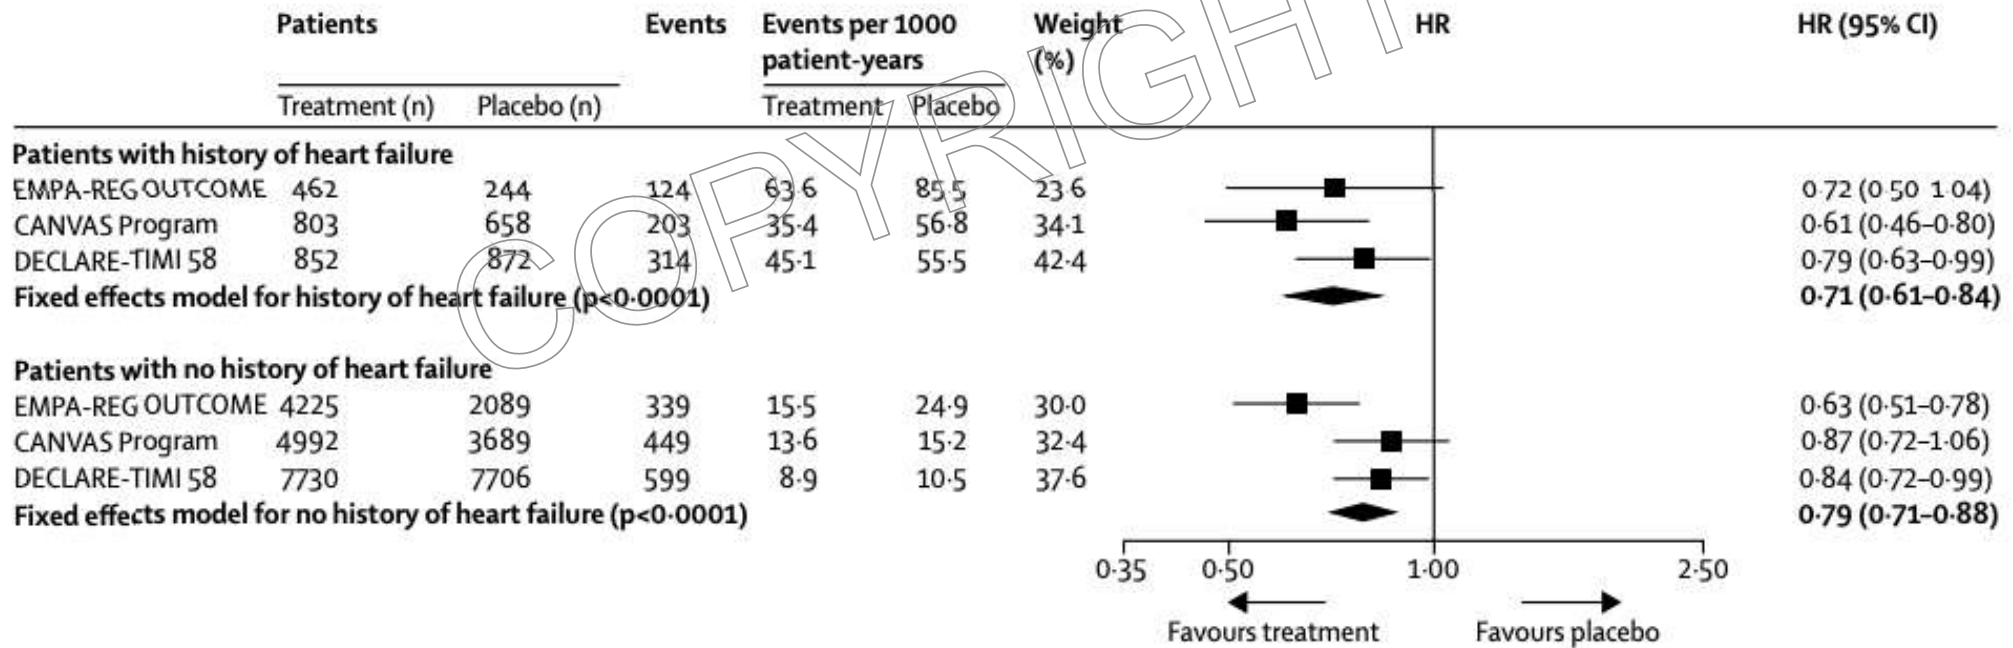 Patients Events Events per 1000 patient-years Weight (%) HR HR (95% CI)
Treatment (n) Placebo (n) Treatment Placebo
Patients with history of heart failure
EMPA-REG OUTCOME 462 244 124 63·6 85·5 23·6 0·72 (0·50 1·04)
CANVAS Program 803 658 203 35·4 56·8 34·1 0·61 (0·46–0·80)
DECLARE-TIMI 58 852 872 314 45·1 55·5 42·4 0·79 (0·63–0·99)
Fixed effects model for history of heart failure (p<0·0001) 0·71 (0·61–0·84)
Patients with no history of heart failure
EMPA-REG OUTCOME 4225 2089 339 15·5 24·9 30·0 0·63 (0·51–0·78)
CANVAS Program 4992 3689 449 13·6 15·2 32·4 0·87 (0·72–1·06)
DECLARE-TIMI 58 7730 7706 599 8·9 10·5 37·6 0·84 (0·72–0·99)
Fixed effects model for no history of heart failure (p<0·0001) 0·79 (0·71–0·88)
0·35 0·50 1·00 2·50
Favours treatment Favours placebo
COPYRIGHT